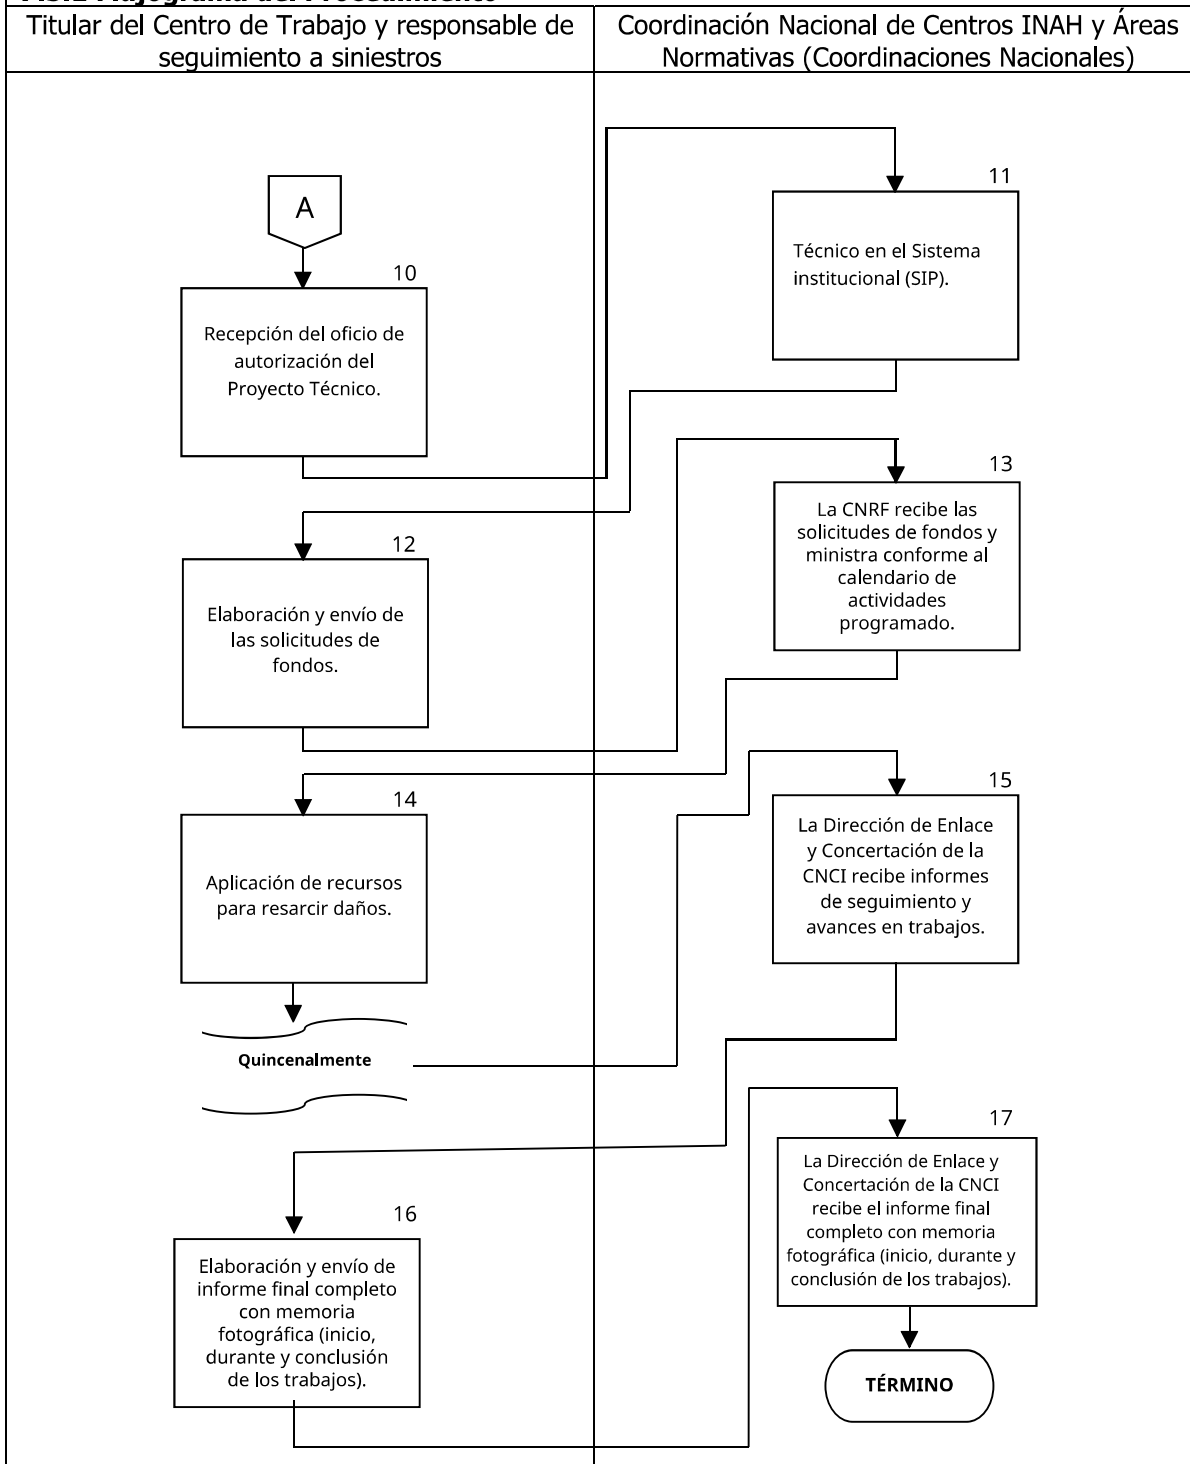 Titular del Centro de Trabajo y responsable de
seguimiento a siniestros
Coordinación Nacional de Centros INAH y Áreas
Normativas (Coordinaciones Nacionales)
A
10
Recepción del oficio de
autorización del
Proyecto Técnico.
11
Técnico en el Sistema
institucional (SIP).
12
Elaboración y envío de
las solicitudes de
fondos.
13
La CNRF recibe las
solicitudes de fondos y
ministra conforme al
calendario de
actividades
programado.
14
Aplicación de recursos
para resarcir daños.
Quincenalmente
15
La Dirección de Enlace
y Concertación de la
CNCI recibe informes
de seguimiento y
avances en trabajos.
16
Elaboración y envío de
informe final completo
con memoria
fotográfica (inicio,
durante y conclusión
de los trabajos).
17
La Dirección de Enlace y
Concertación de la CNCI
recibe el informe final
completo con memoria
fotográfica (inicio, durante y
conclusión de los trabajos).
TÉRMINO